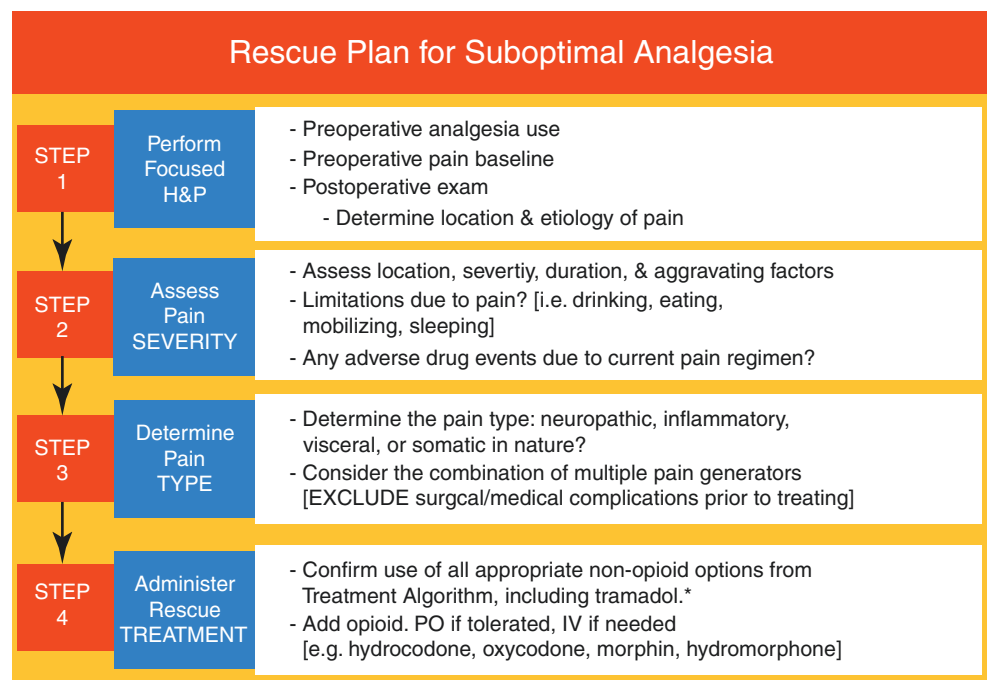 Rescue Plan for Suboptimal Analgesia
STEP
1
Perform
Focused
H&P
- Preoperative analgesia use
- Preoperative pain baseline
- Postoperative exam
- Determine location & etiology of pain
STEP
2
Assess
Pain
SEVERITY
- Assess location, severtiy, duration, & aggravating factors
- Limitations due to pain? [i.e. drinking, eating,
mobilizing, sleeping]
- Any adverse drug events due to current pain regimen?
STEP
3
Determine
Pain
TYPE
- Determine the pain type: neuropathic, inflammatory,
visceral, or somatic in nature?
- Consider the combination of multiple pain generators
[EXCLUDE surgcal/medical complications prior to treating]
STEP
4
Administer
Rescue
TREATMENT
- Confirm use of all appropriate non-opioid options from
Treatment Algorithm, including tramadol.*
- Add opioid. PO if tolerated, IV if needed
[e.g. hydrocodone, oxycodone, morphin, hydromorphone]